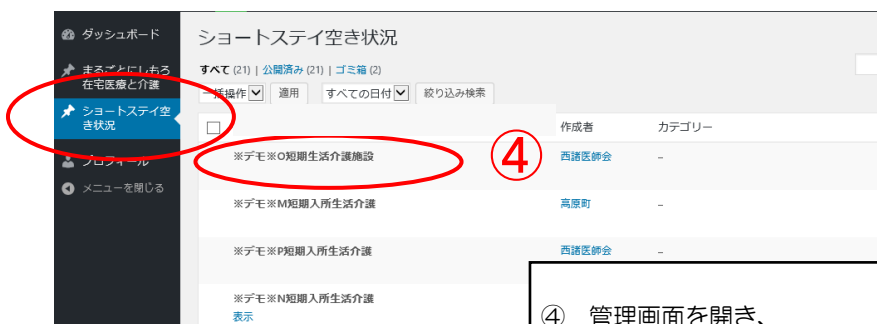 ダッシュボード
まるごとにしもろ
在宅医療と介護
ショートステイ空
き状況
プロフィール
メニューを閉じる
ショートステイ空き状況
すべて (21) | 公開済み (21) | ゴミ箱 (2)
一括操作 適用 すべての日付 絞り込み検索
作成者 カテゴリー
※デモ※O短期生活介護施設 西諸医師会 –
④
※デモ※M短期入所生活介護 高原町 –
※デモ※P短期入所生活介護 西諸医師会 –
※デモ※N短期入所生活介護
表示
④ 管理画面を開き、